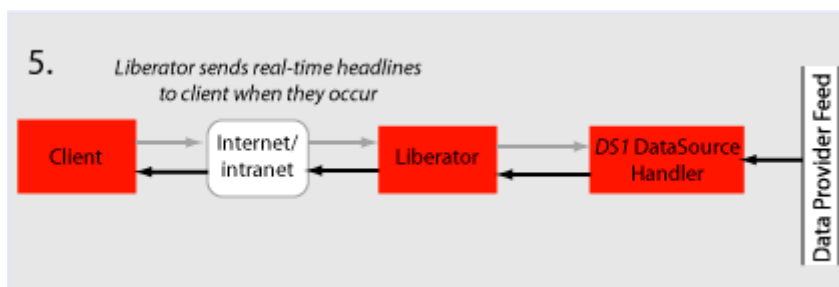 5.
Liberator sends real-time headlines
to client when they occur
Client
Internet/
intranet
Liberator
DS1 DataSource
Handler
Data Provider Feed